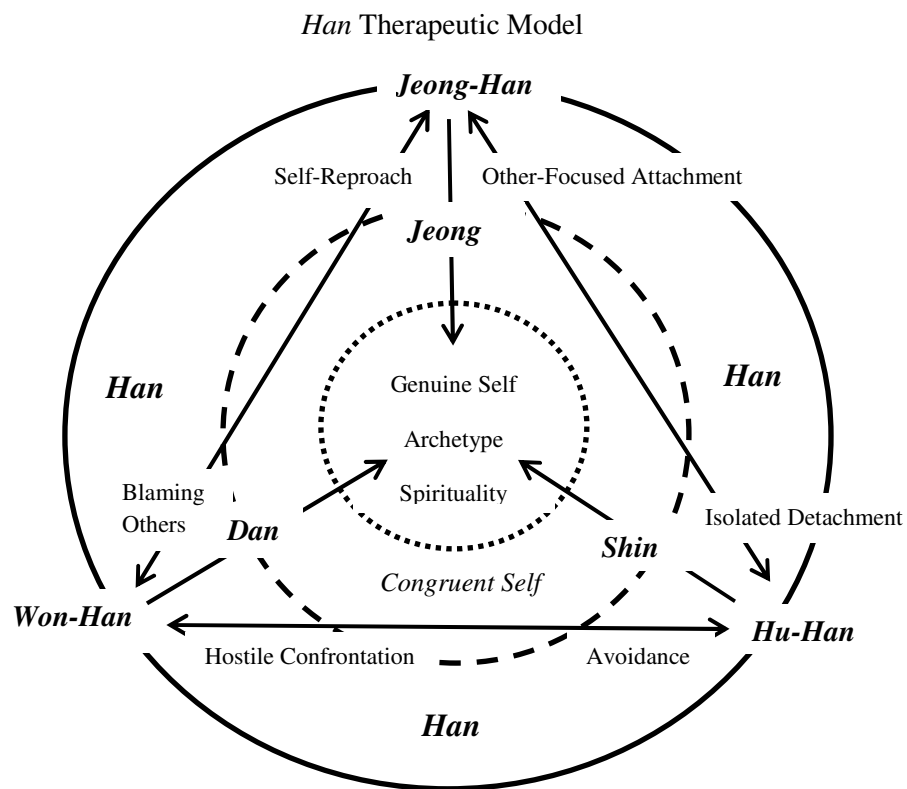 Han Therapeutic Model
Jeong-Han
Self-Reproach
Other-Focused Attachment
Jeong
Han
Genuine Self
Han
Archetype
Blaming
Others
Spirituality
Isolated Detachment
Dan
Shin
Congruent Self
Won-Han
Hu-Han
Hostile Confrontation
Avoidance
Han